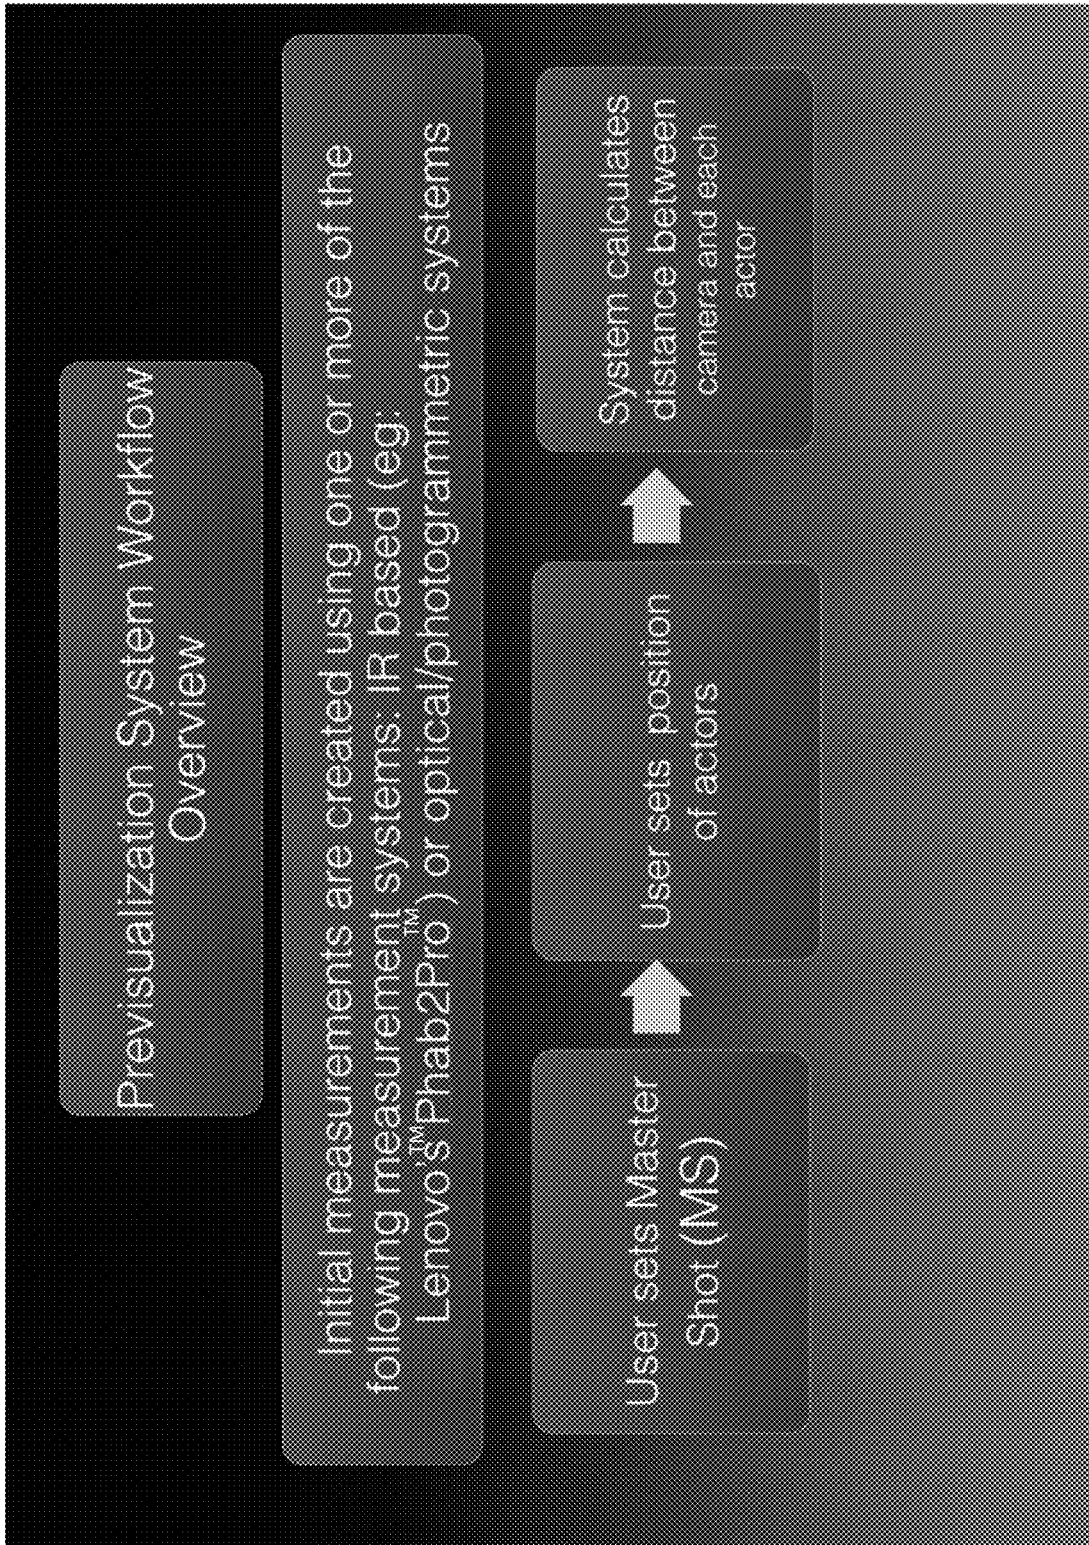 Previsualization System Workflow
Overview
Initial measurements are created using one or more of the
following measurement systems: IR based (eg:
Lenovo's™ Phab2Pro™) or optical/photogrammetric systems
User sets Master
Shot (MS)
User sets position
of actors
System calculates
distance between
camera and each
actor